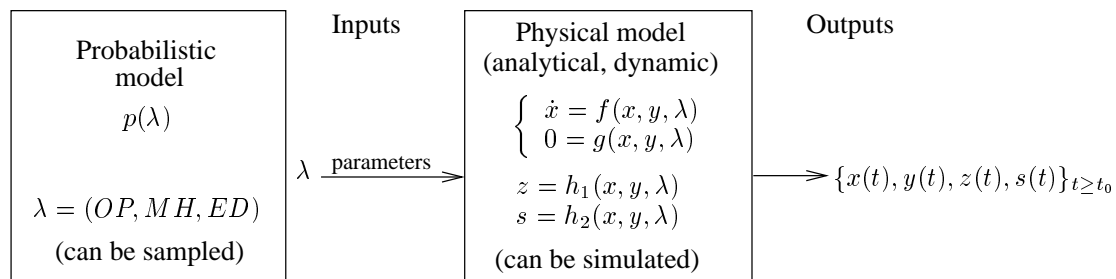 Probabilistic
model
p(λ)
λ = (OP, MH, ED)
(can be sampled)
Inputs
λ
parameters
Physical model
(analytical, dynamic)
{ ẋ = f(x, y, λ)
0 = g(x, y, λ)
z = h₁(x, y, λ)
s = h₂(x, y, λ)
(can be simulated)
Outputs
{x(t), y(t), z(t), s(t)}ₜ≥ₜ₀